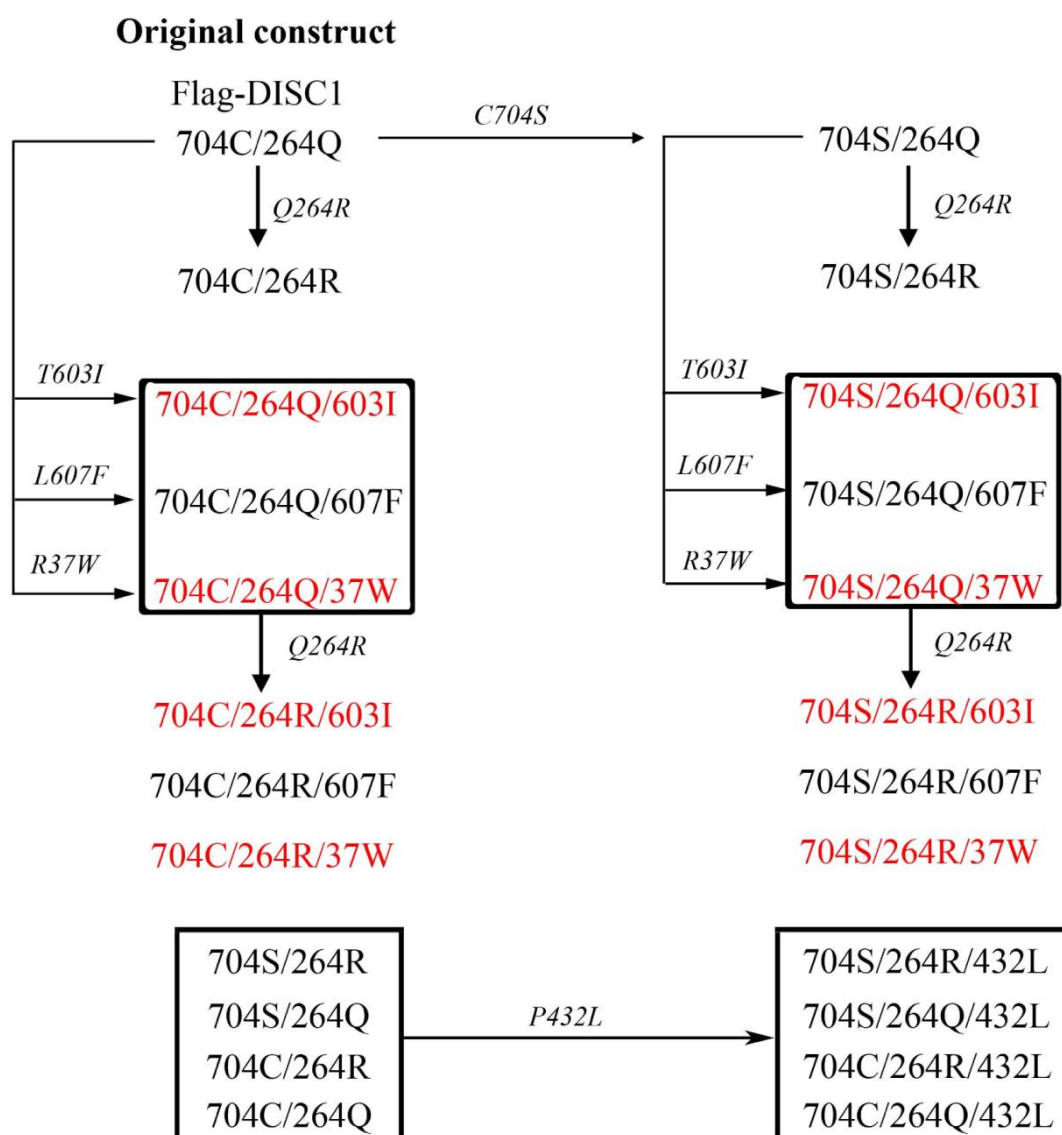 Original construct
Flag-DISC1
704C/264Q
C704S
704S/264Q
Q264R
Q264R
704C/264R
704S/264R
T603I
704C/264Q/603I
T603I
704S/264Q/603I
L607F
704C/264Q/607F
L607F
704S/264Q/607F
R37W
704C/264Q/37W
R37W
704S/264Q/37W
Q264R
Q264R
704C/264R/603I
704S/264R/603I
704C/264R/607F
704S/264R/607F
704C/264R/37W
704S/264R/37W
704S/264R
704S/264Q
704C/264R
704C/264Q
P432L
704S/264R/432L
704S/264Q/432L
704C/264R/432L
704C/264Q/432L